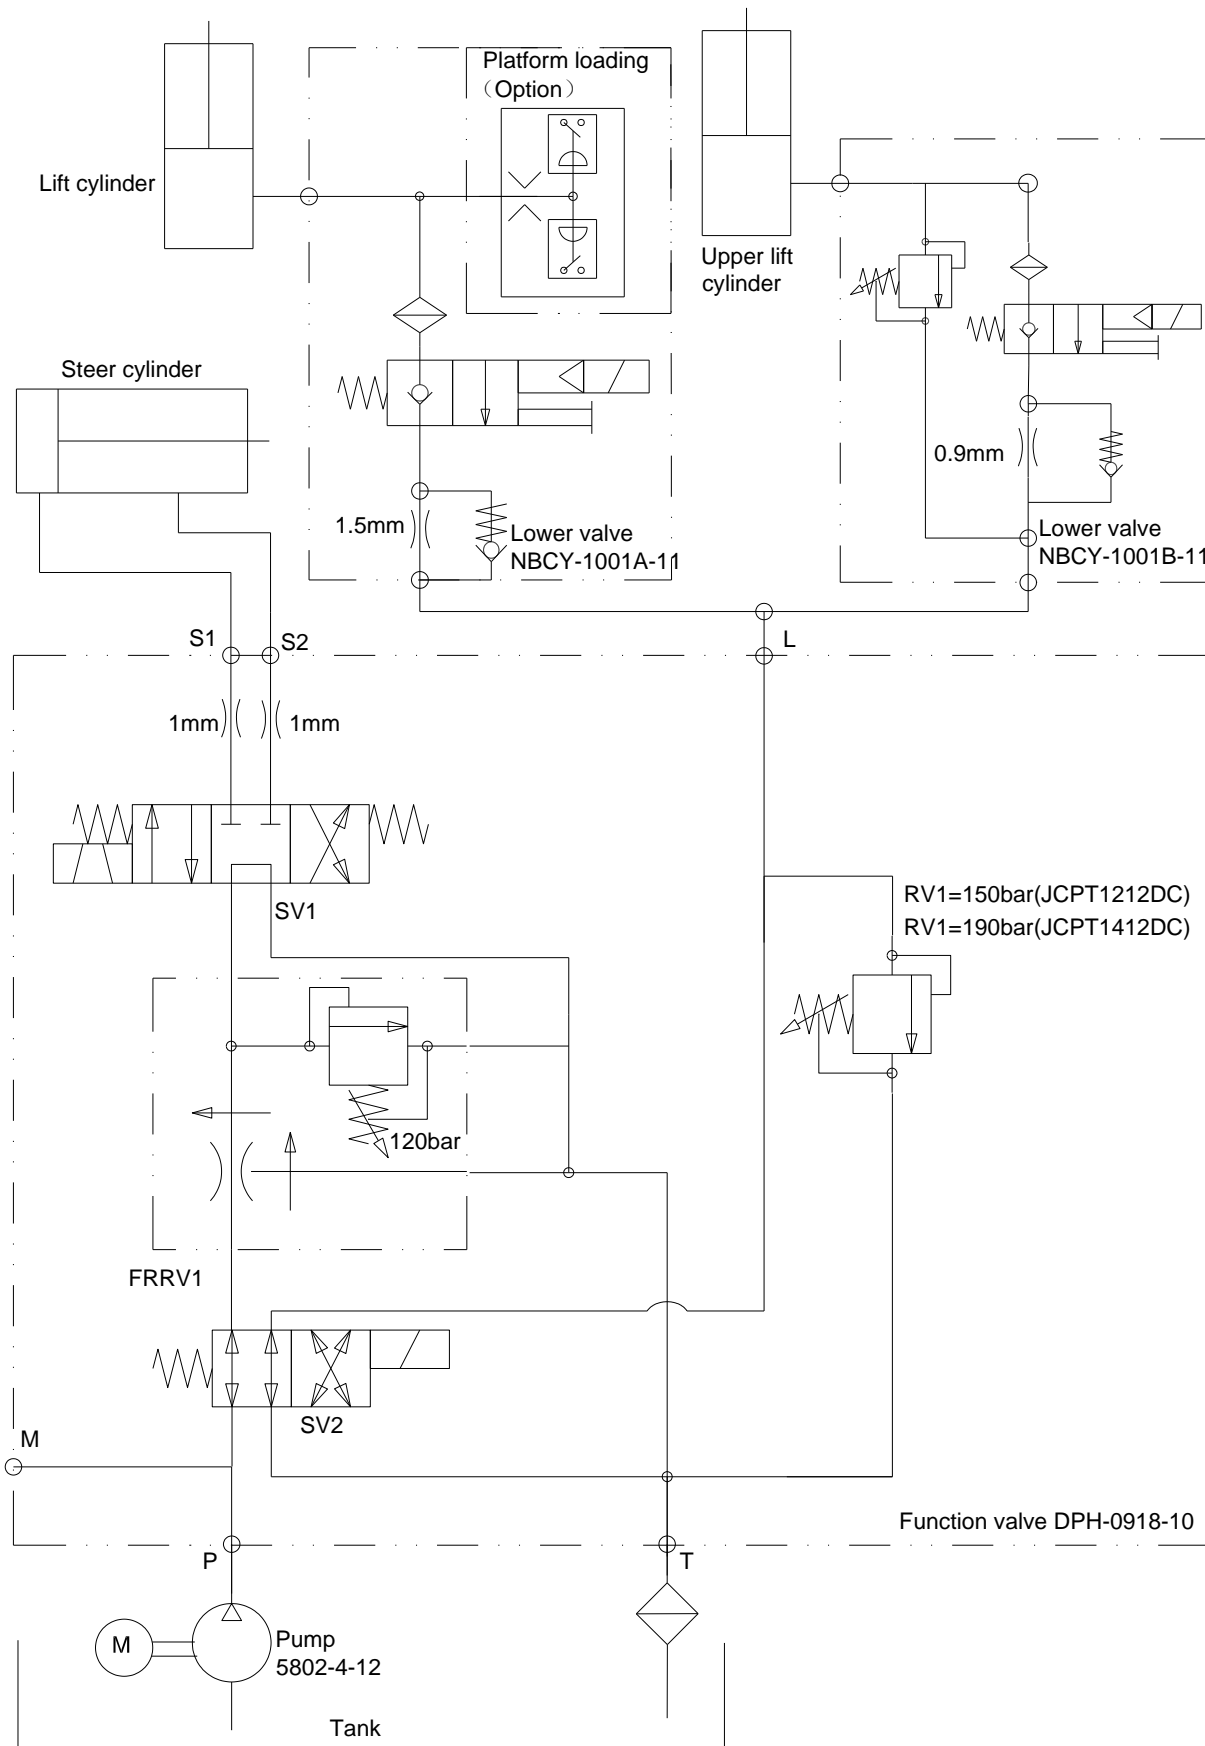 Platform loading
（Option）
Lift cylinder
Upper lift
cylinder
Steer cylinder
0.9mm
1.5mm
Lower valve
NBCY-1001A-11
Lower valve
NBCY-1001B-11
S1
S2
L
1mm
1mm
SV1
RV1=150bar(JCPT1212DC)
RV1=190bar(JCPT1412DC)
120bar
FRRV1
SV2
M
Function valve DPH-0918-10
P
T
M
Pump
5802-4-12
Tank